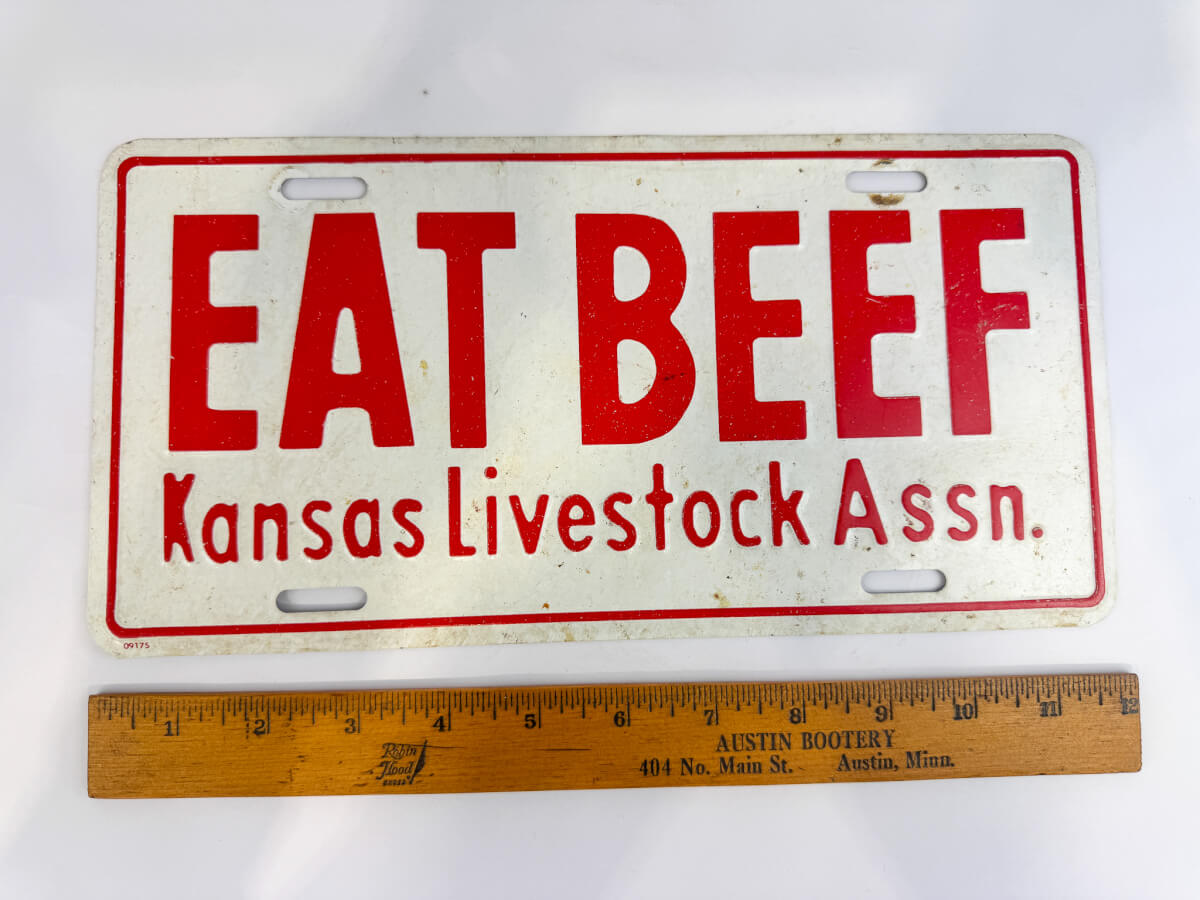 EAT BEEF
Kansas Livestock Assn.
09175
1 2 3 4 5 6 7 8 9 10 11 12
Robin
Hood
AUSTIN BOOTERY
404 No. Main St. Austin, Minn.